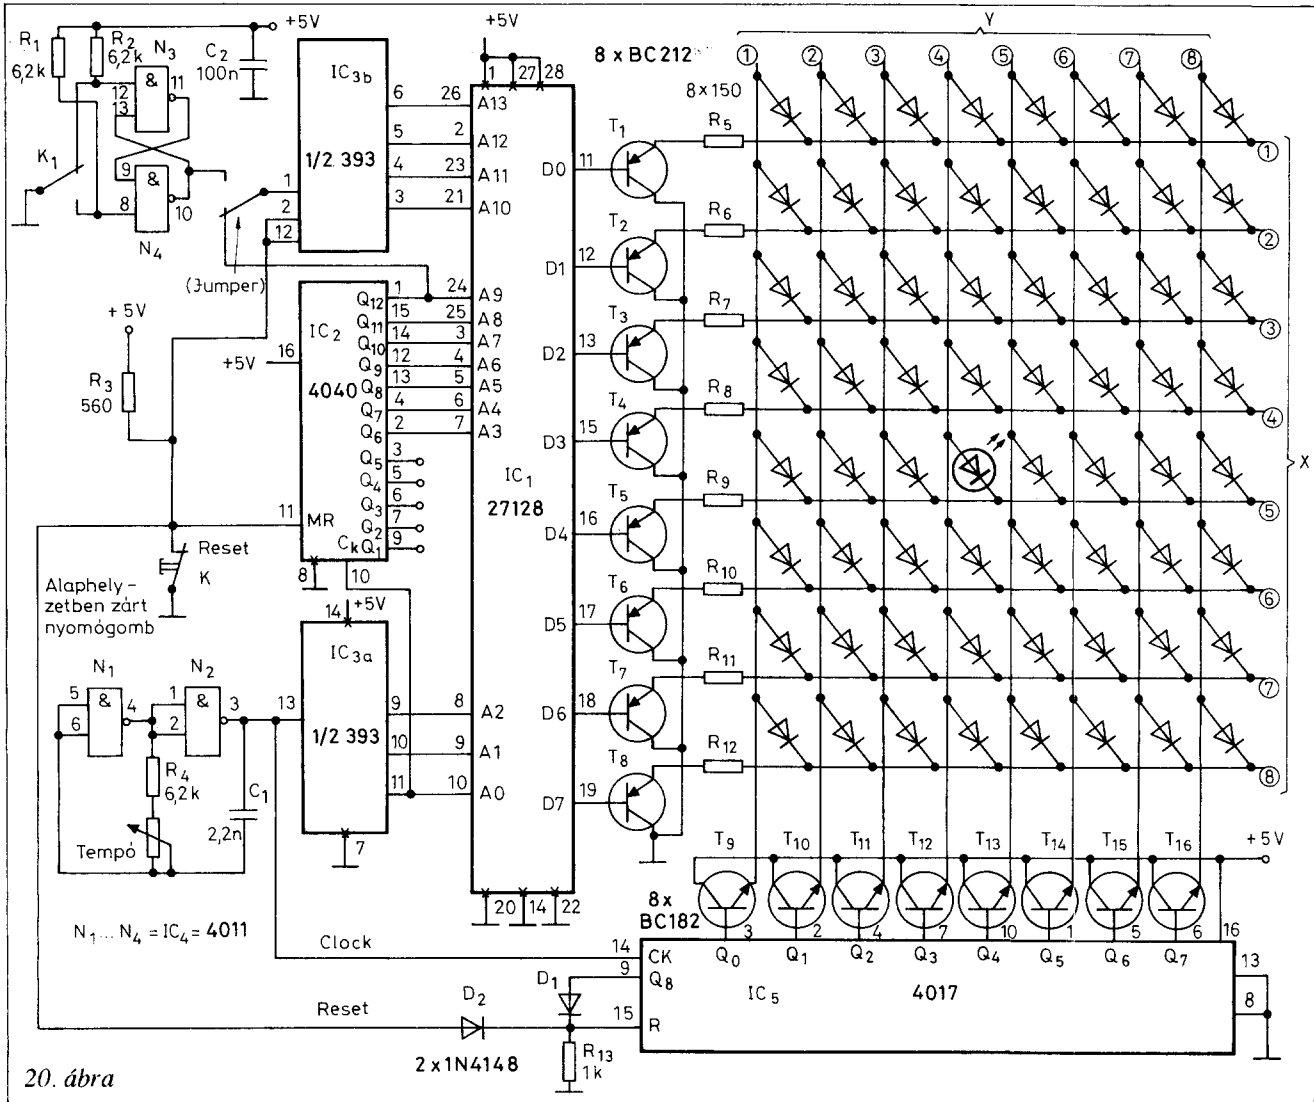 +5V
R1
6,2k
R2
6,2k
N3
&
11
12
13
C2
100n
K1
9
&
8
10
N4
(Jumper)
IC3b
1/2 393
1
2
12
6
5
4
3
26
2
23
21
+5V
1
27
28
A13
A12
A11
A10
A9
A8
A7
A6
A5
A4
A3
IC1
27128
A2
A1
A0
20
14
22
+5V
R3
560
+5V
16
IC2
4040
Q12
Q11
Q10
Q9
Q8
Q7
Q6
Q5
Q4
Q3
Q2
Q1
1
15
14
12
13
4
2
3
5
6
7
9
24
25
3
4
5
6
7
11
MR
Ck
8
10
Reset
K
Alaphely-
zetben zárt
nyomógomb
14
+5V
IC3a
1/2 393
13
9
10
11
7
8
9
10
N1
&
5
6
4
N2
&
1
2
3
R4
6,2k
Tempó
C1
2,2n
N1...N4 = IC4 = 4011
D0
D1
D2
D3
D4
D5
D6
D7
11
12
13
15
16
17
18
19
8 x BC212
T1
T2
T3
T4
T5
T6
T7
T8
8x150
R5
R6
R7
R8
R9
R10
R11
R12
Y
1 2 3 4 5 6 7 8
1
2
3
4
5
6
7
8
X
T9 T10 T11 T12 T13 T14 T15 T16
+5V
8x
BC182
3 2 4 7 10 1 5 6 16
Q0 Q1 Q2 Q3 Q4 Q5 Q6 Q7
Clock
14
CK
9
Q8
IC5
4017
13
8
D1
Reset
D2
15
R
2x1N4148
R13
1k
20. ábra